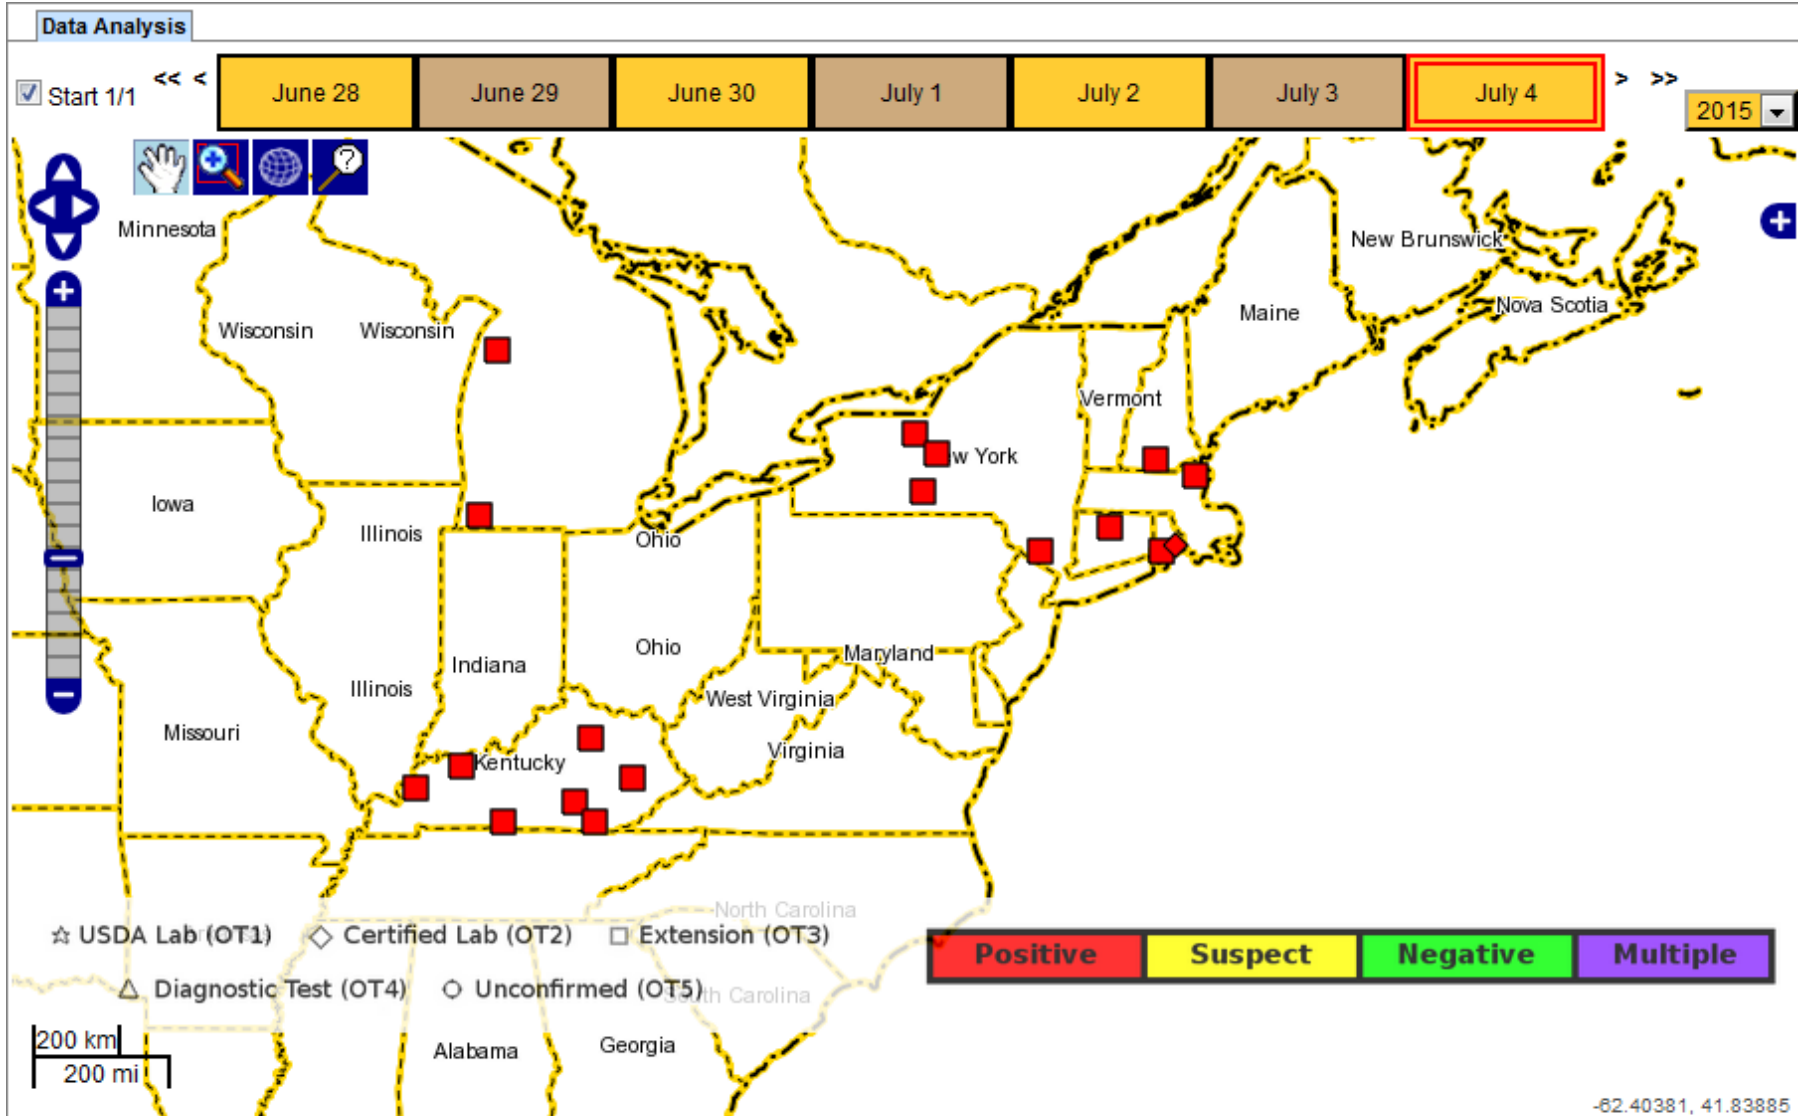 Data Analysis
Start 1/1 << < June 28 June 29 June 30 July 1 July 2 July 3 July 4 > >> 2015
Minnesota
New Brunswick
Nova Scotia
Maine
Wisconsin Wisconsin
Vermont
w York
Iowa
Illinois
Ohio
Ohio
Maryland
Indiana
Illinois
West Virginia
Missouri
Virginia
Kentucky
North Carolina
USDA Lab (OT1) Certified Lab (OT2) Extension (OT3)
Positive Suspect Negative Multiple
Diagnostic Test (OT4) Unconfirmed (OT5)
th Carolina
200 km
200 mi
Alabama
Georgia
-62.40381, 41.83885